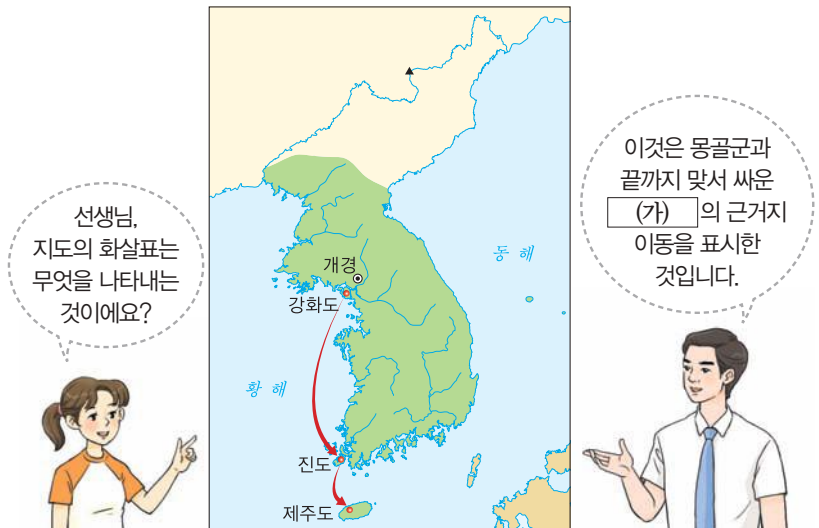 선생님,
지도의 화살표는
무엇을 나타내는
것이에요?
개경
강화도
동해
황해
진도
제주도
이것은 몽골군과
끝까지 맞서 싸운
(가) 의 근거지
이동을 표시한
것입니다.